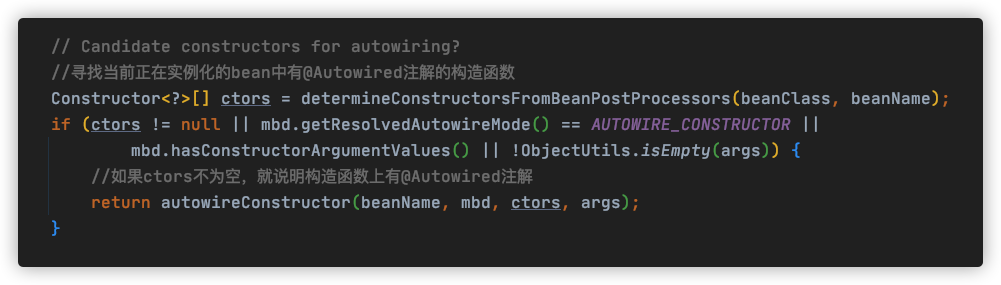 // Candidate constructors for autowiring?
//寻找当前正在实例化的bean中有@Autowired注解的构造函数
Constructor<?>[] ctors = determineConstructorsFromBeanPostProcessors(beanClass, beanName);
if (ctors != null || mbd.getResolvedAutowireMode() == AUTOWIRE_CONSTRUCTOR ||
mbd.hasConstructorArgumentValues() || !ObjectUtils.isEmpty(args)) {
//如果ctors不为空，就说明构造函数上有@Autowired注解
return autowireConstructor(beanName, mbd, ctors, args);
}